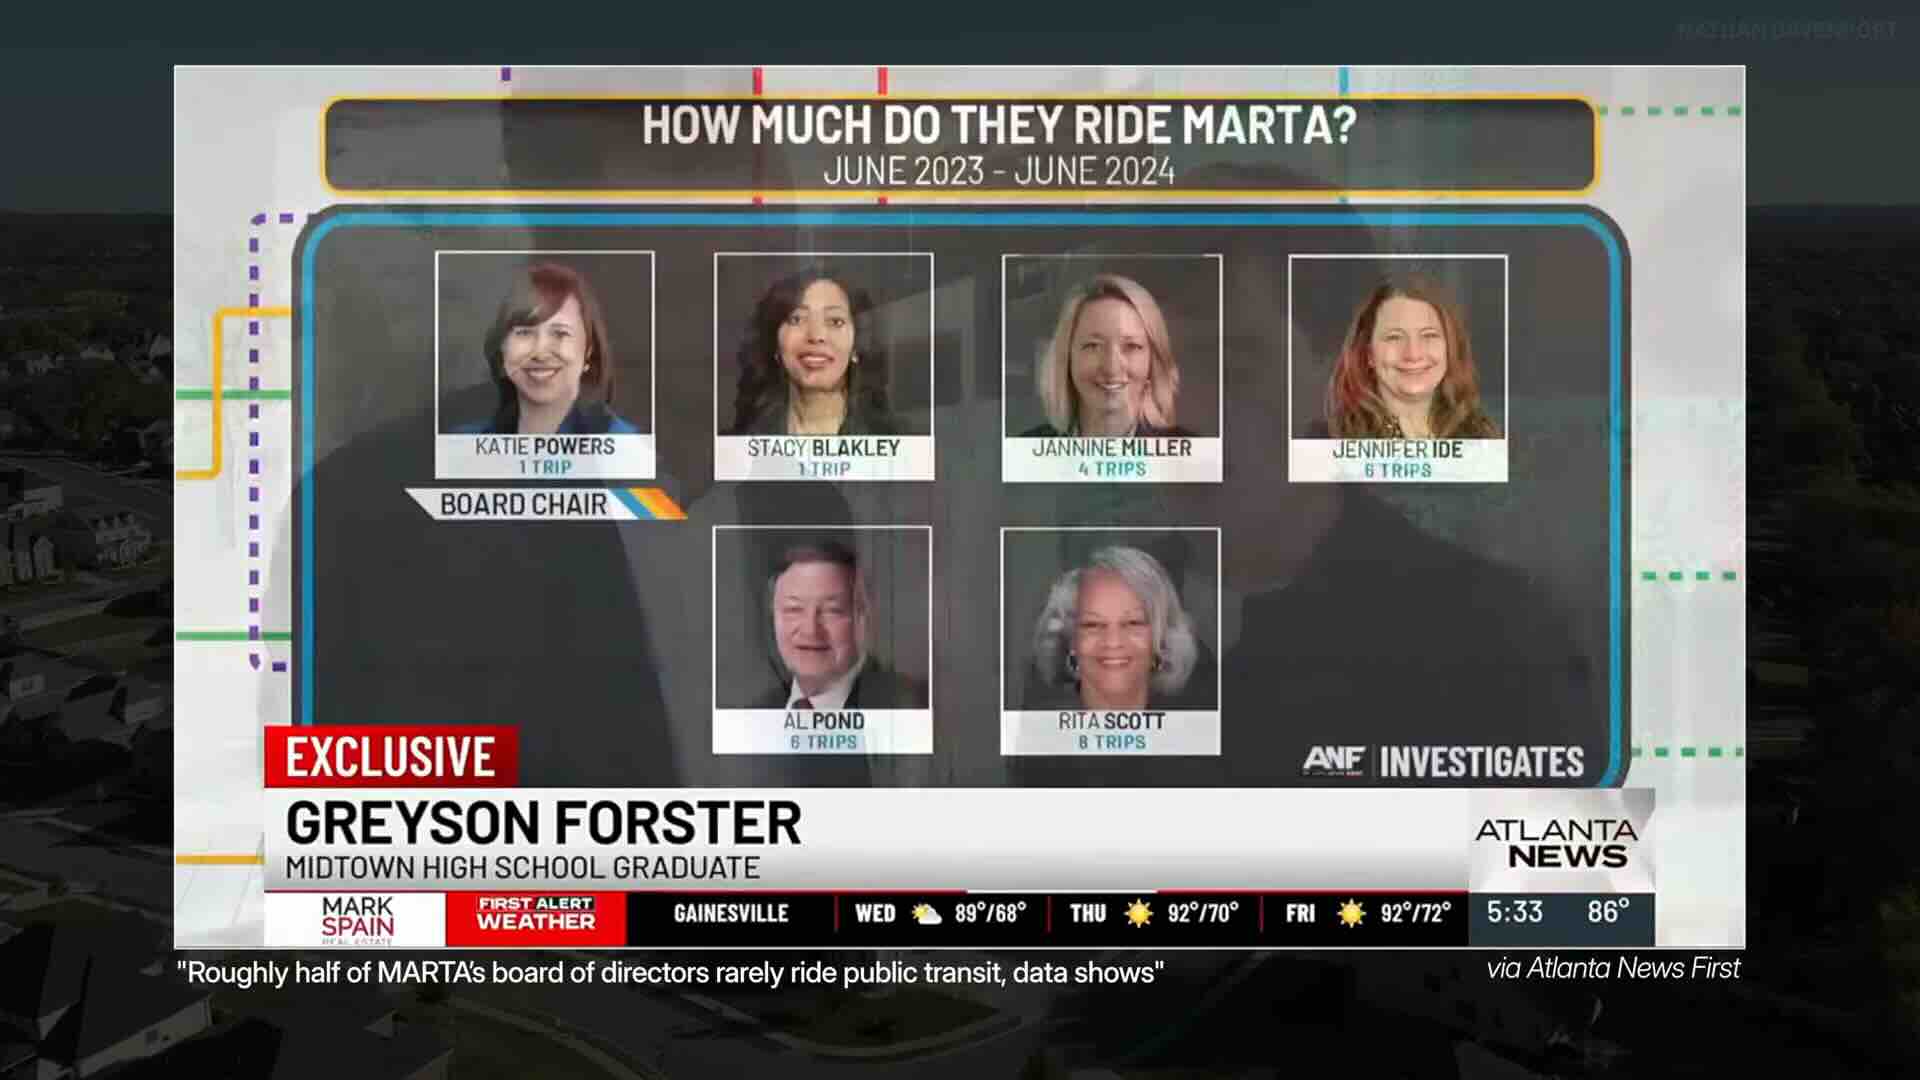 NATHAN DAVENPORT
HOW MUCH DO THEY RIDE MARTA?
JUNE 2023 - JUNE 2024
KATIE POWERS
1 TRIP
BOARD CHAIR
STACY BLAKLEY
1 TRIP
JANNINE MILLER
4 TRIPS
JENNIFER IDE
6 TRIPS
AL POND
6 TRIPS
RITA SCOTT
8 TRIPS
ANF INVESTIGATES
EXCLUSIVE
GREYSON FORSTER
MIDTOWN HIGH SCHOOL GRADUATE
ATLANTA
NEWS
MARK
SPAIN
REAL ESTATE
FIRST ALERT
WEATHER
GAINESVILLE WED 89°/68° THU 92°/70° FRI 92°/72°
5:33 86°
"Roughly half of MARTA's board of directors rarely ride public transit, data shows"
via Atlanta News First